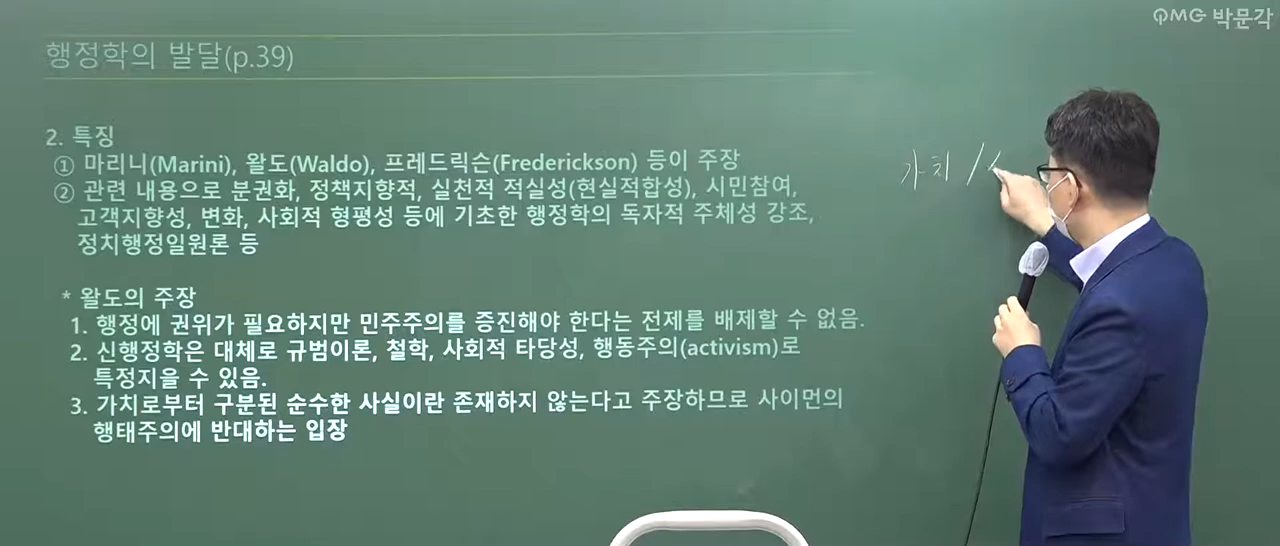 PMG 박문각
행정학의 발달(p.39)
2. 특징
① 마리니(Marini), 왈도(Waldo), 프레드릭슨(Frederickson) 등이 주장
② 관련 내용으로 분권화, 정책지향적, 실천적 적실성(현실적합성), 시민참여,
고객지향성, 변화, 사회적 형평성 등에 기초한 행정학의 독자적 주체성 강조,
정치행정일원론 등
가치 /
* 왈도의 주장
1. 행정에 권위가 필요하지만 민주주의를 증진해야 한다는 전제를 배제할 수 없음.
2. 신행정학은 대체로 규범이론, 철학, 사회적 타당성, 행동주의(activism)로
특정지을 수 있음.
3. 가치로부터 구분된 순수한 사실이란 존재하지 않는다고 주장하므로 사이먼의
행태주의에 반대하는 입장